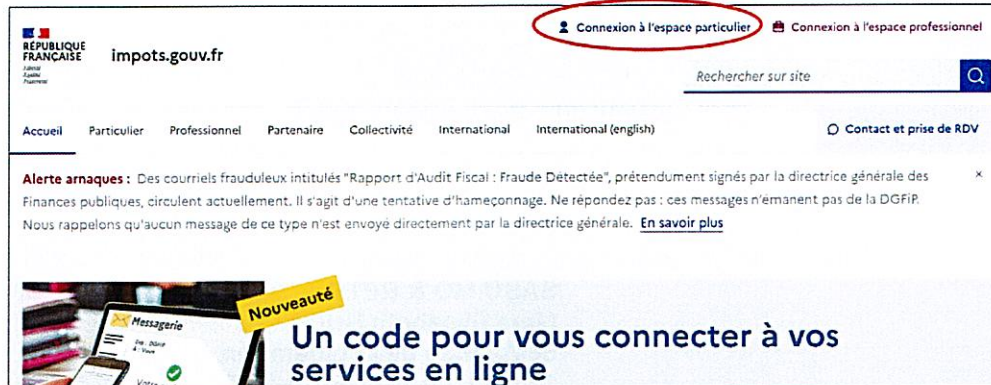 Connexion à l'espace particulier
Connexion à l'espace professionnel
RÉPUBLIQUE
FRANÇAISE
Liberté
Égalité
Fraternité
impots.gouv.fr
Rechercher sur site
Accueil Particulier Professionnel Partenaire Collectivité International International (english) Contact et prise de RDV
Alerte arnaques : Des courriels frauduleux intitulés "Rapport d'Audit Fiscal : Fraude Détectée", prétendument signés par la directrice générale des
Finances publiques, circulent actuellement. Il s'agit d'une tentative d'hameçonnage. Ne répondez pas : ces messages n'émanent pas de la DGFiP.
Nous rappelons qu'aucun message de ce type n'est envoyé directement par la directrice générale. En savoir plus
Nouveauté
Messagerie
Un code pour vous connecter à vos
services en ligne